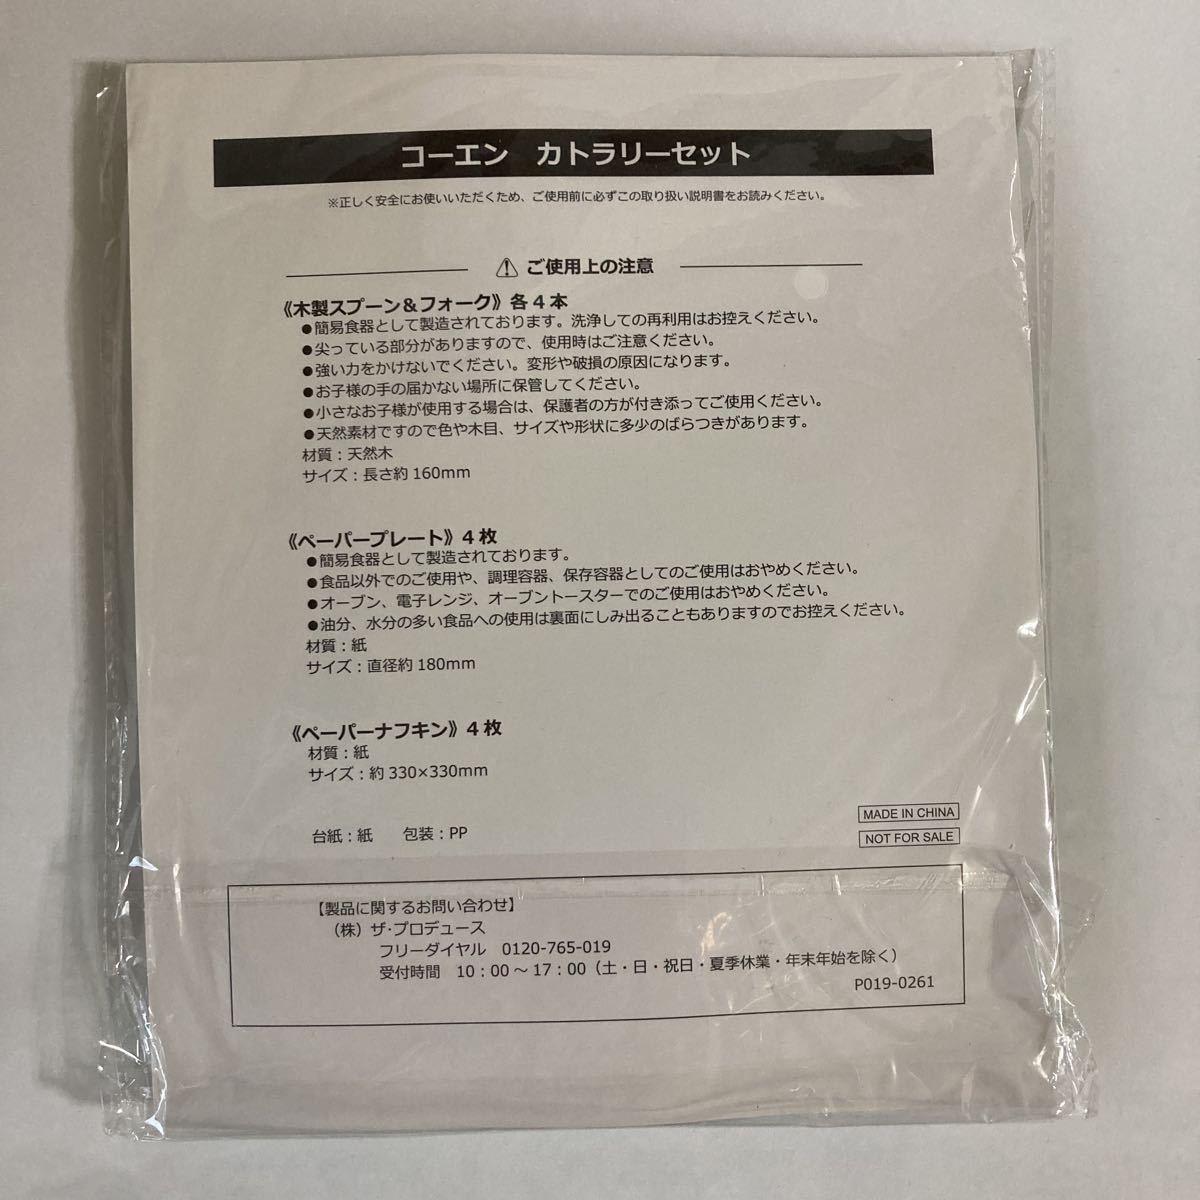 コーエン　カトラリーセット
※正しく安全にお使いいただくため、ご使用前に必ずこの取り扱い説明書をお読みください。
⚠ ご使用上の注意
《木製スプーン＆フォーク》各４本
●簡易食器として製造されております。洗浄しての再利用はお控えください。
●尖っている部分がありますので、使用時はご注意ください。
●強い力をかけないでください。変形や破損の原因になります。
●お子様の手の届かない場所に保管してください。
●小さなお子様が使用する場合は、保護者の方が付き添ってご使用ください。
●天然素材ですので色や木目、サイズや形状に多少のばらつきがあります。
材質：天然木
サイズ：長さ約160mm
《ペーパープレート》４枚
●簡易食器として製造されております。
●食品以外でのご使用や、調理容器、保存容器としてのご使用はおやめください。
●オーブン、電子レンジ、オーブントースターでのご使用はおやめください。
●油分、水分の多い食品への使用は裏面にしみ出ることもありますのでお控えください。
材質：紙
サイズ：直径約180mm
《ペーパーナフキン》４枚
材質：紙
サイズ：約330×330mm
台紙：紙　　包装：PP
MADE IN CHINA
NOT FOR SALE
【製品に関するお問い合わせ】
（株）ザ・プロデュース
フリーダイヤル　0120-765-019
受付時間　10：00～17：00（土・日・祝日・夏季休業・年末年始を除く）
P019-0261